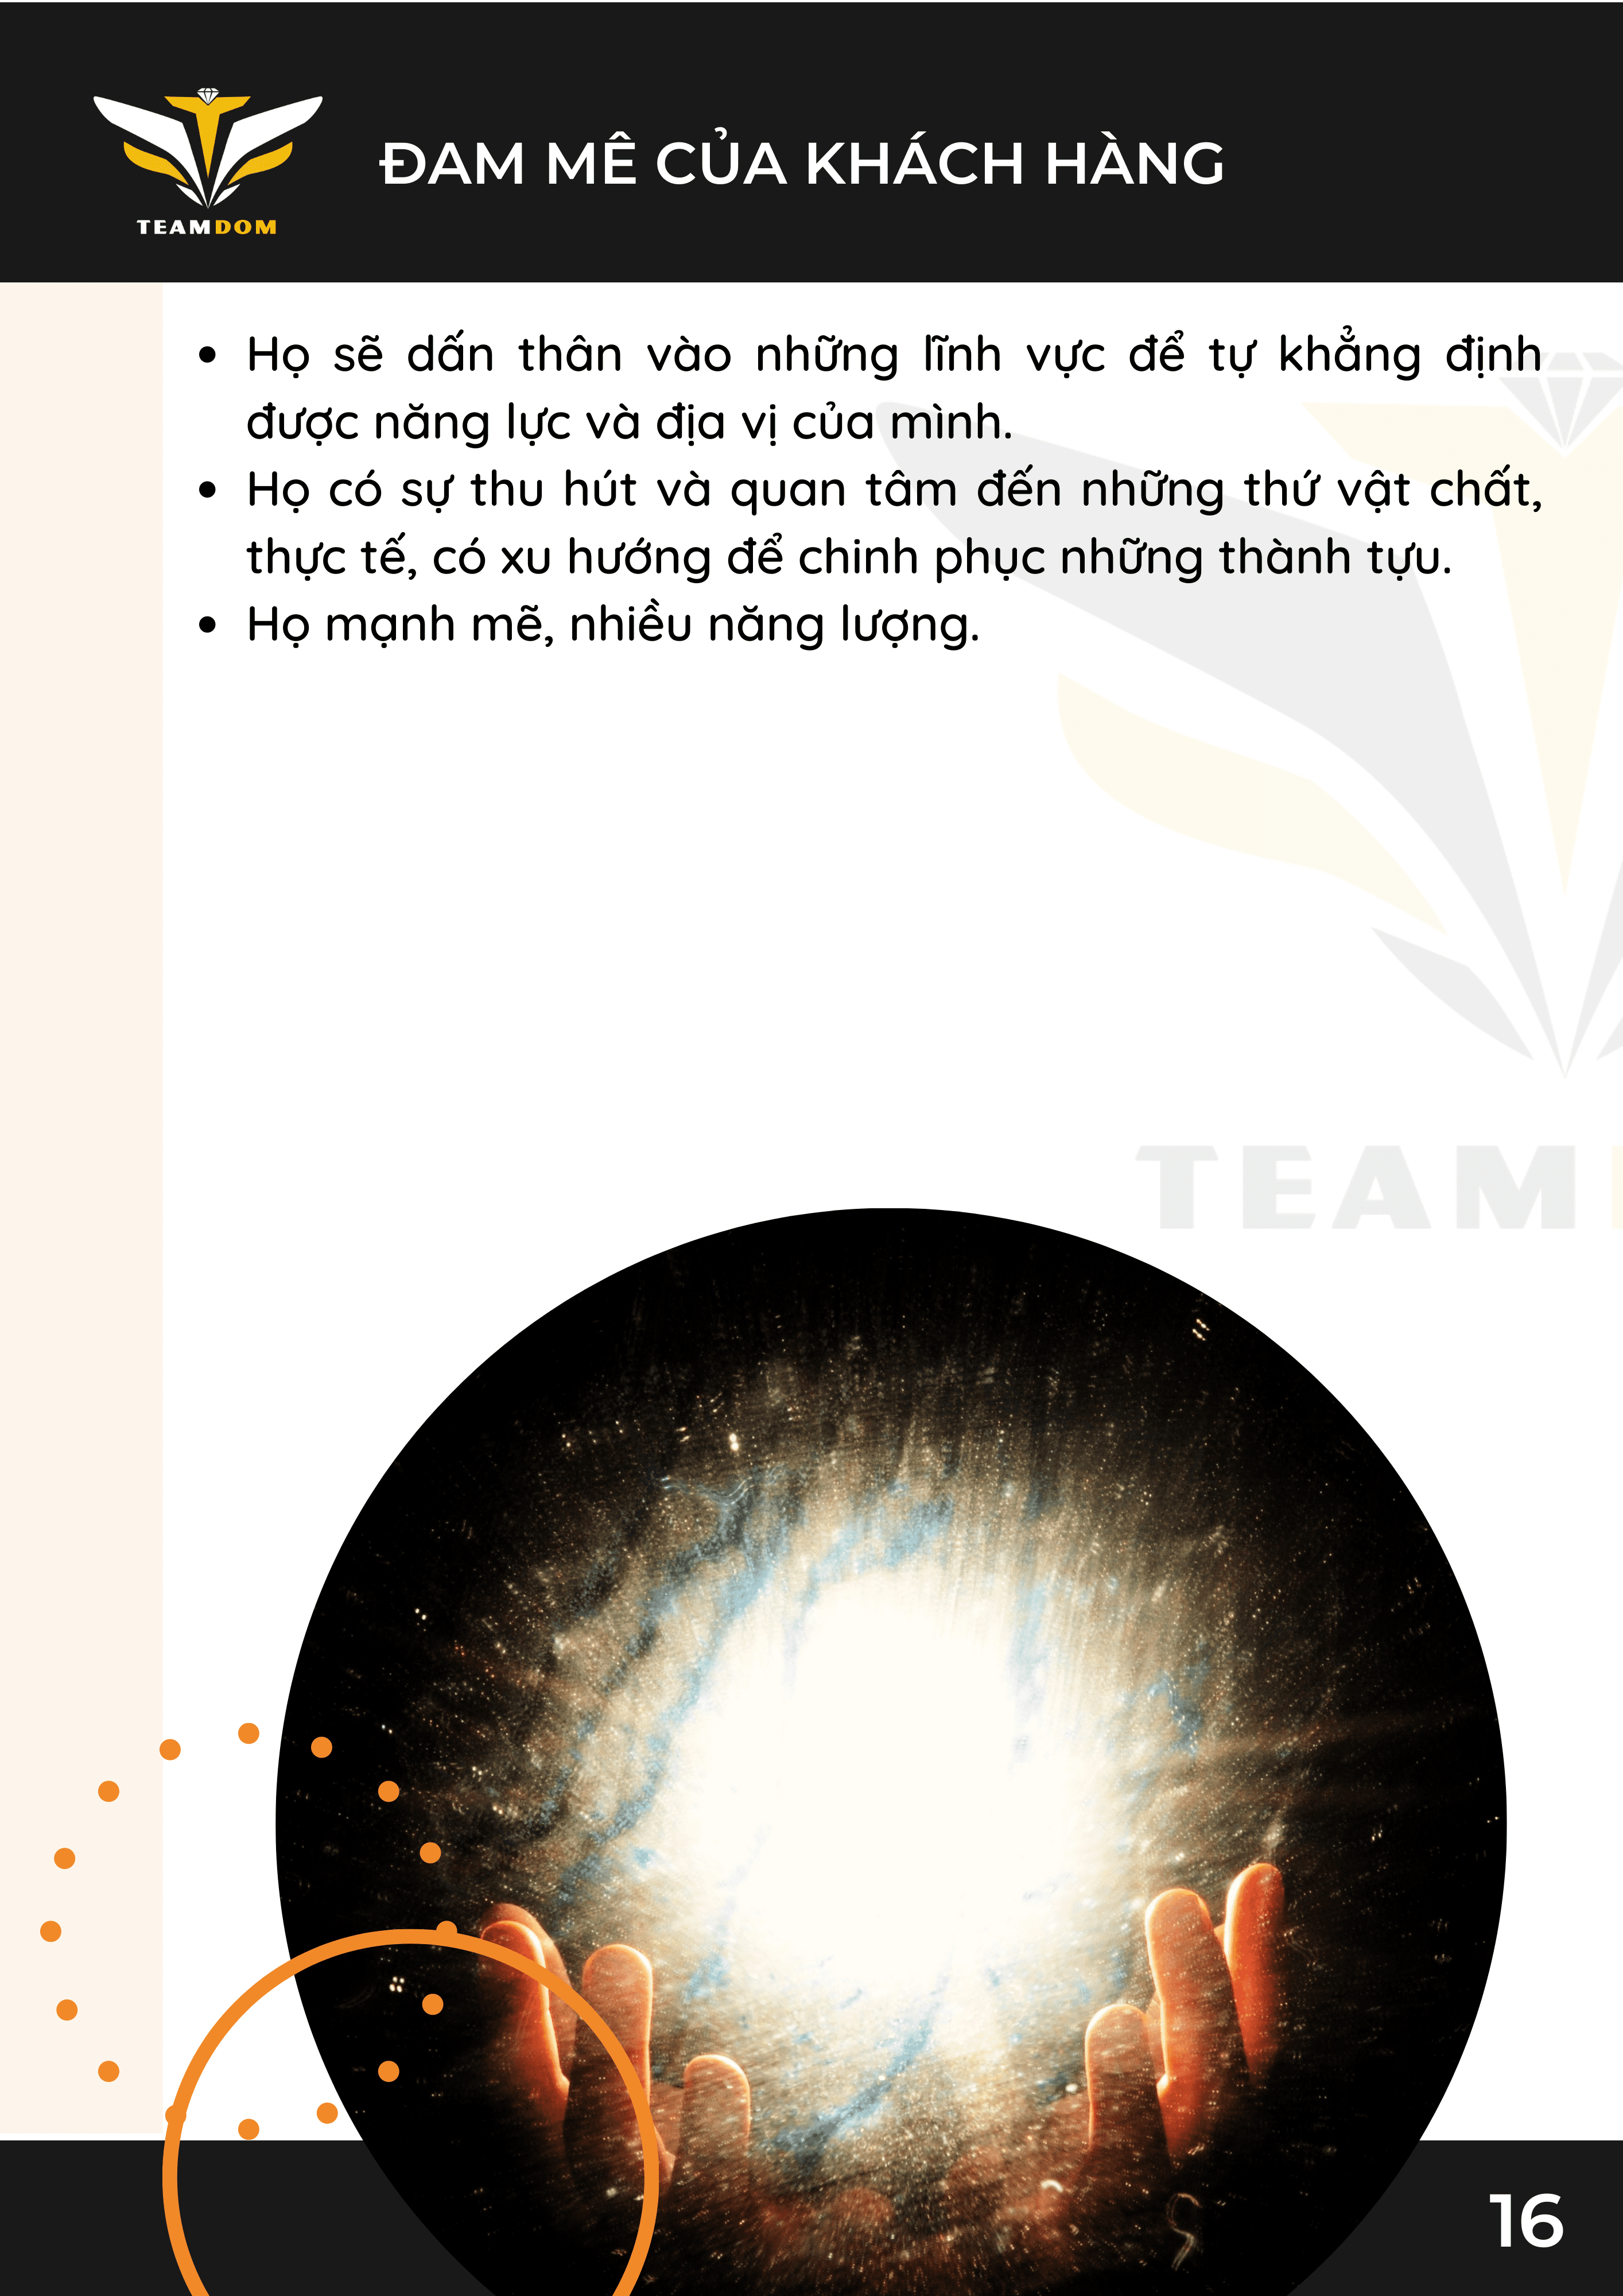 TEAMDOM
ĐAM MÊ CỦA KHÁCH HÀNG
• Họ sẽ dấn thân vào những lĩnh vực để tự khẳng định
được năng lực và địa vị của mình.
• Họ có sự thu hút và quan tâm đến những thứ vật chất,
thực tế, có xu hướng để chinh phục những thành tựu.
• Họ mạnh mẽ, nhiều năng lượng.
TEAM
16